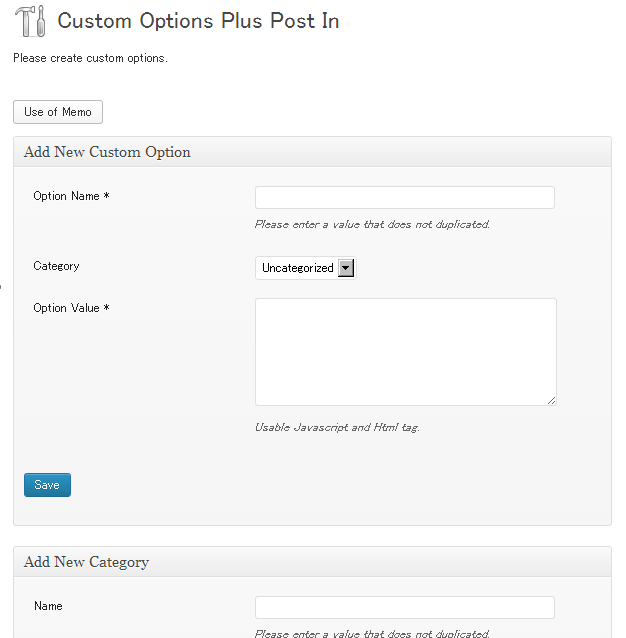 Custom Options Plus Post In
Please create custom options.
Use of Memo
Add New Custom Option
Option Name *
Please enter a value that does not duplicated.
Category
Uncategorized
Option Value *
Usable Javascript and Html tag.
Save
Add New Category
Name
Please enter a value that does not duplicated.